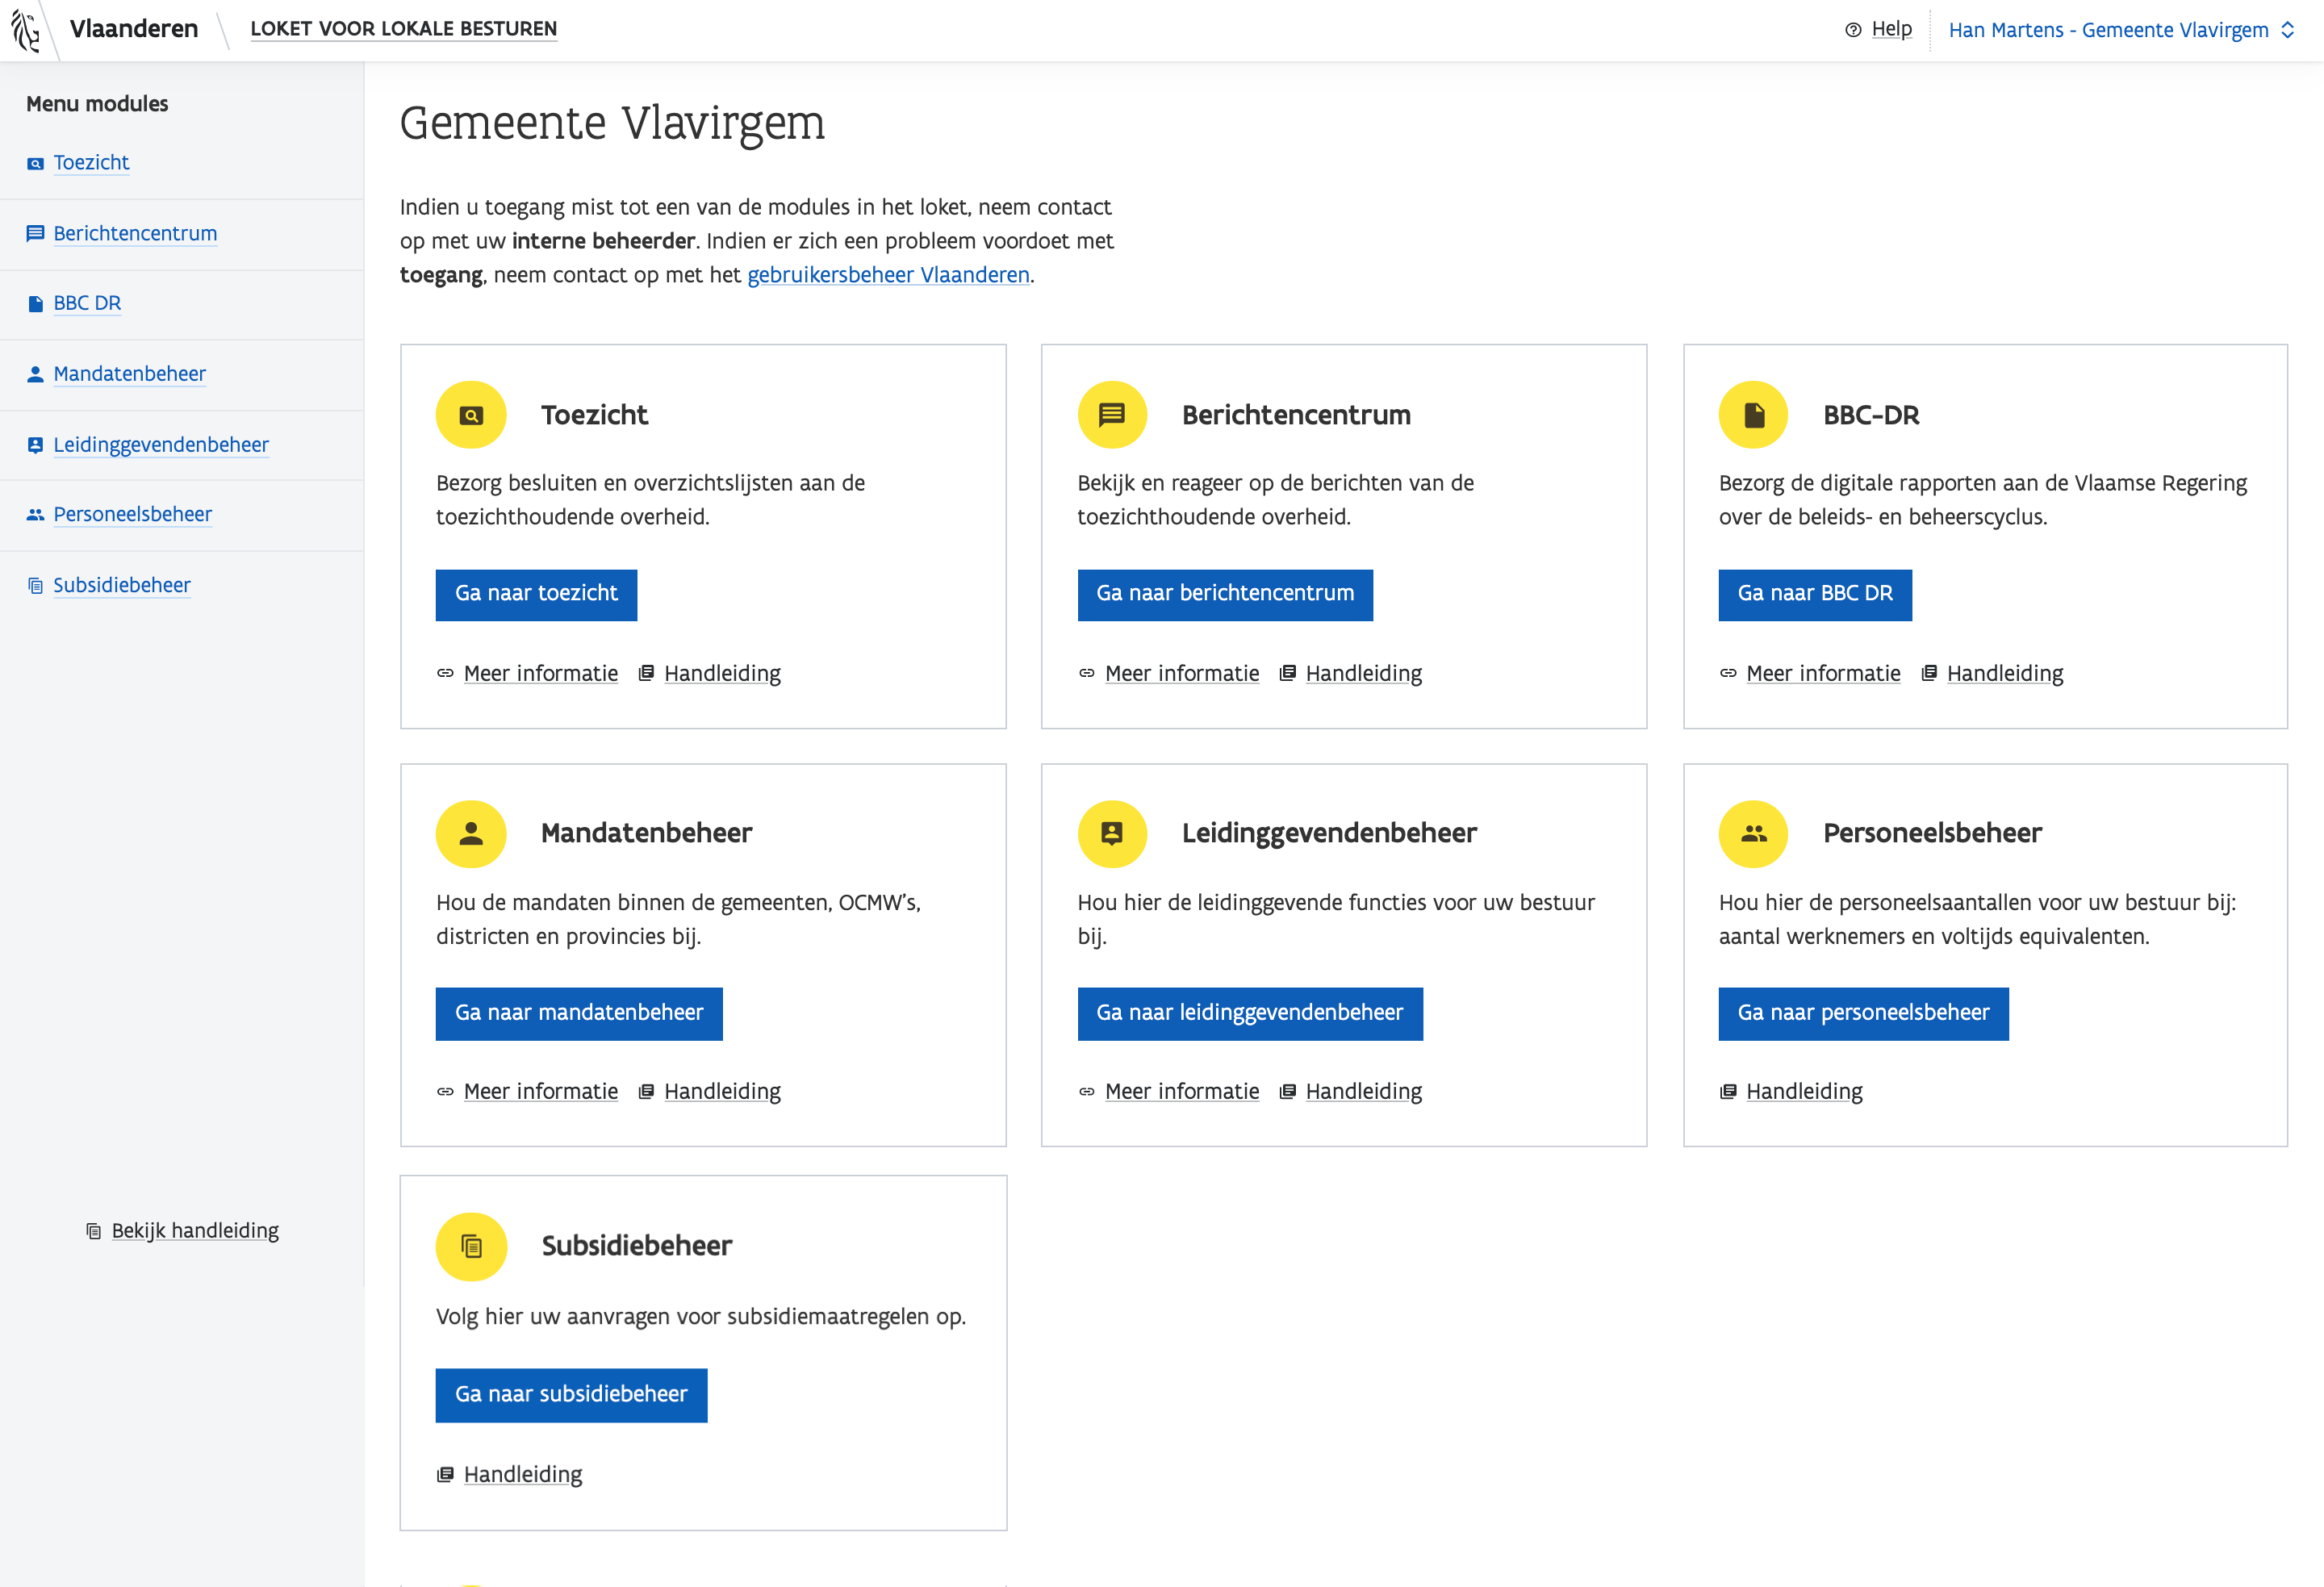 Vlaanderen
LOKET VOOR LOKALE BESTUREN
Help
Han Martens - Gemeente Vlavirgem
Menu modules
Toezicht
Berichtencentrum
BBC DR
Mandatenbeheer
Leidinggevendenbeheer
Personeelsbeheer
Subsidiebeheer
Bekijk handleiding
Gemeente Vlavirgem
Indien u toegang mist tot een van de modules in het loket, neem contact
op met uw interne beheerder. Indien er zich een probleem voordoet met
toegang, neem contact op met het gebruikersbeheer Vlaanderen.
Toezicht
Bezorg besluiten en overzichtslijsten aan de
toezichthoudende overheid.
Ga naar toezicht
Meer informatie Handleiding
Berichtencentrum
Bekijk en reageer op de berichten van de
toezichthoudende overheid.
Ga naar berichtencentrum
Meer informatie Handleiding
BBC-DR
Bezorg de digitale rapporten aan de Vlaamse Regering
over de beleids- en beheerscyclus.
Ga naar BBC DR
Meer informatie Handleiding
Mandatenbeheer
Hou de mandaten binnen de gemeenten, OCMW's,
districten en provincies bij.
Ga naar mandatenbeheer
Meer informatie Handleiding
Leidinggevendenbeheer
Hou hier de leidinggevende functies voor uw bestuur
bij.
Ga naar leidinggevendenbeheer
Meer informatie Handleiding
Personeelsbeheer
Hou hier de personeelsaantallen voor uw bestuur bij:
aantal werknemers en voltijds equivalenten.
Ga naar personeelsbeheer
Handleiding
Subsidiebeheer
Volg hier uw aanvragen voor subsidiemaatregelen op.
Ga naar subsidiebeheer
Handleiding